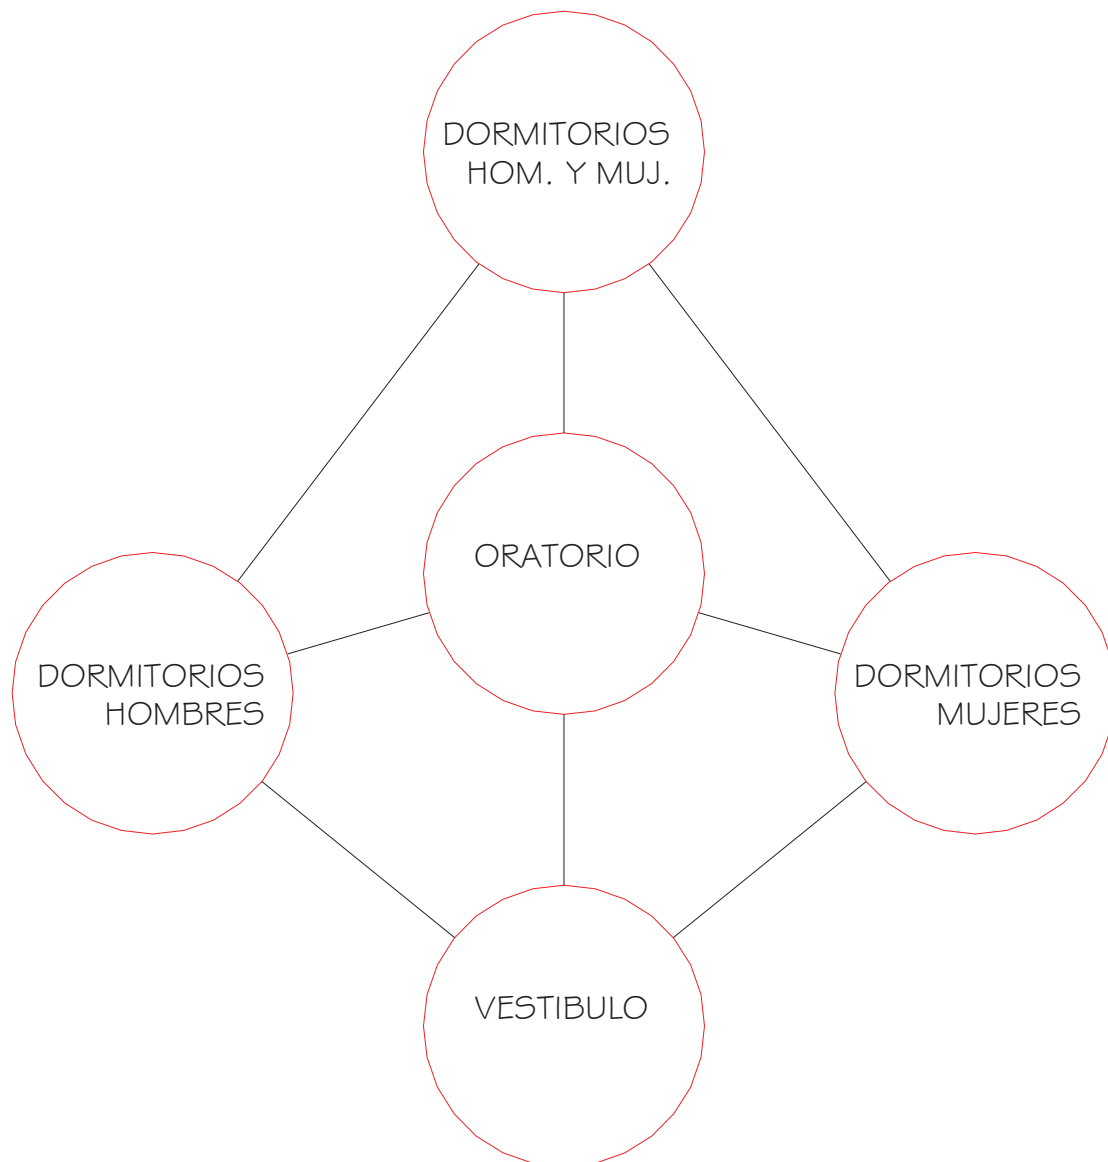 DORMITORIOS
HOM. Y MUJ.
ORATORIO
DORMITORIOS
HOMBRES
DORMITORIOS
MUJERES
VESTIBULO